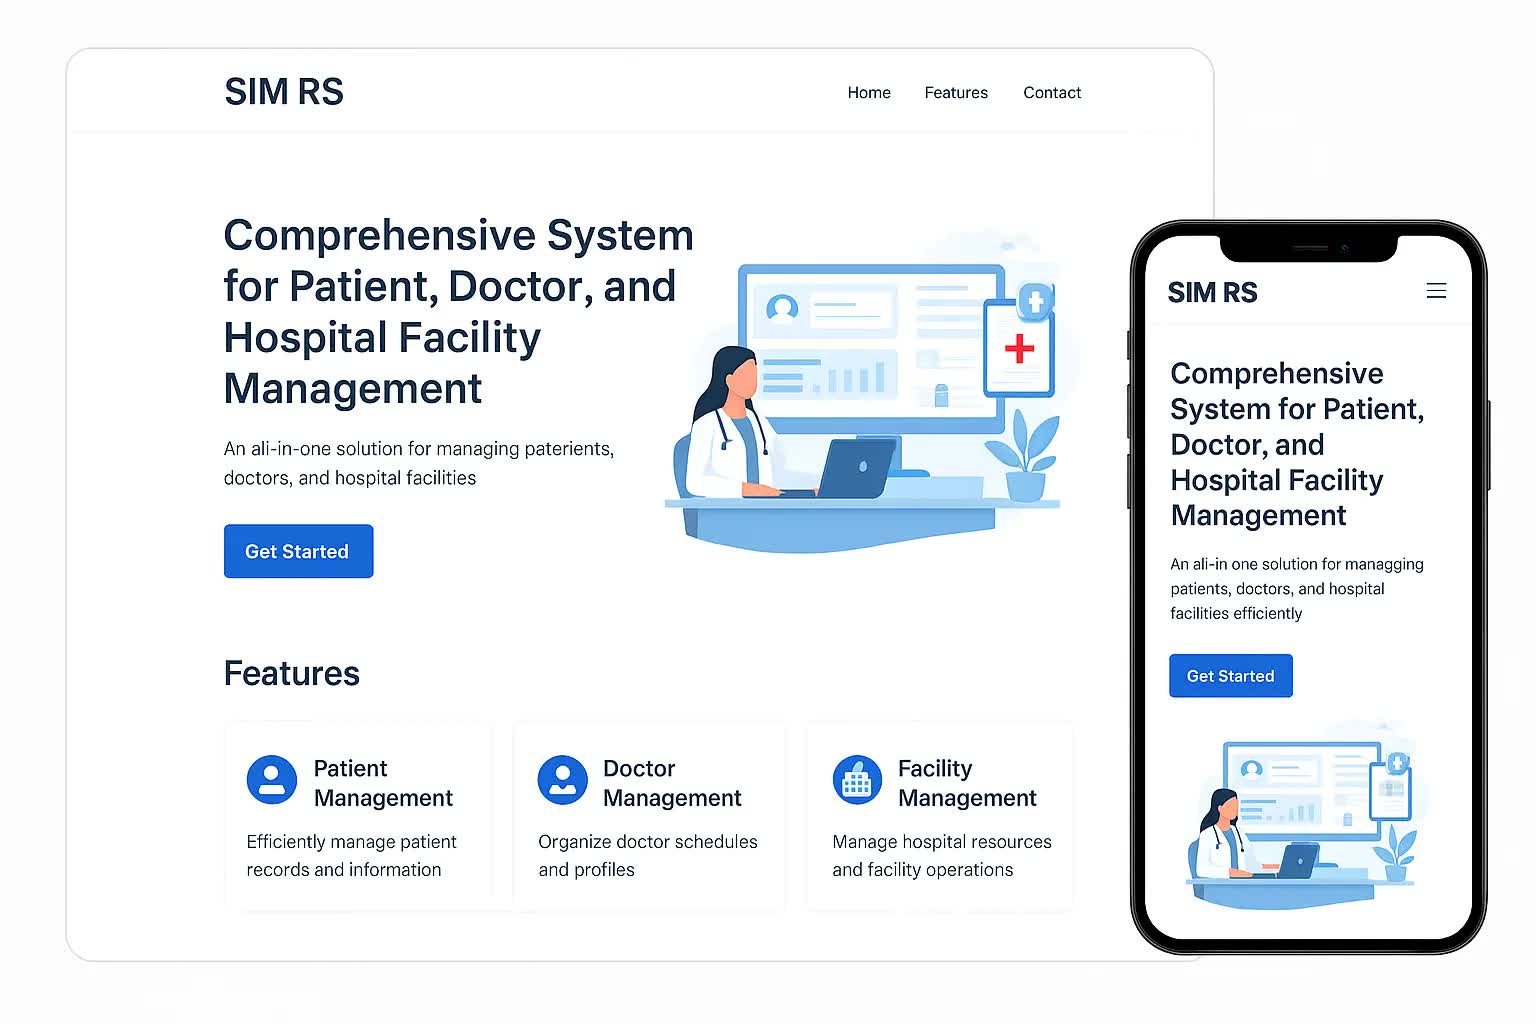 SIM RS
Home
Features
Contact
Comprehensive System
for Patient, Doctor, and
Hospital Facility
Management
An all-in-one solution for managing paterients,
doctors, and hospital facilities
Get Started
Features
Patient
Management
Efficiently manage patient
records and information
Doctor
Management
Organize doctor schedules
and profiles
Facility
Management
Manage hospital resources
and facility operations
SIM RS
Comprehensive
System for Patient,
Doctor, and
Hospital Facility
Management
An ali-in one solution for managging
patients, doctors, and hospital
facilities efficiently
Get Started